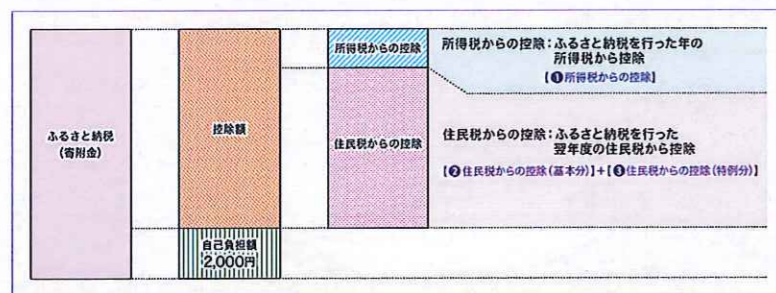 ふるさと納税
(寄附金)
控除額
自己負担額
2,000円
所得税からの控除
住民税からの控除
所得税からの控除：ふるさと納税を行った年の
所得税から控除
【❶所得税からの控除】
住民税からの控除：ふるさと納税を行った
翌年度の住民税から控除
【❷住民税からの控除(基本分)】+【❸住民税からの控除(特例分)】